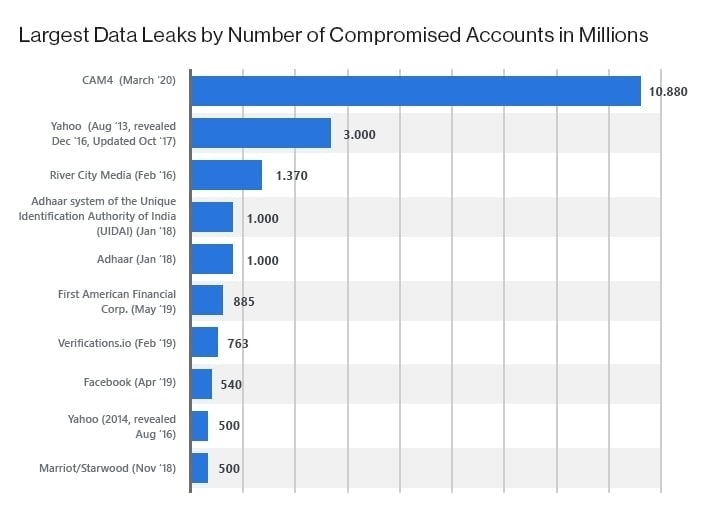 Largest Data Leaks by Number of Compromised Accounts in Millions
CAM4 (March '20)
10.880
Yahoo (Aug '13, revealed
Dec '16, Updated Oct '17)
3.000
River City Media (Feb '16)
1.370
Adhaar system of the Unique
Identification Authority of India
(UIDAI) (Jan '18)
1.000
Adhaar (Jan '18)
1.000
First American Financial
Corp. (May '19)
885
Verifications.io (Feb '19)
763
Facebook (Apr '19)
540
Yahoo (2014, revealed
Aug '16)
500
Marriot/Starwood (Nov '18)
500